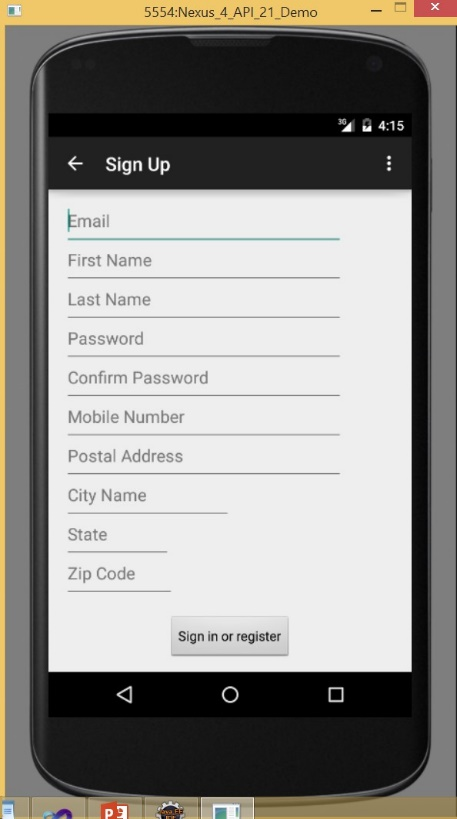 5554:Nexus_4_API_21_Demo
3G 4:15
Sign Up
Email
First Name
Last Name
Password
Confirm Password
Mobile Number
Postal Address
City Name
State
Zip Code
Sign in or register